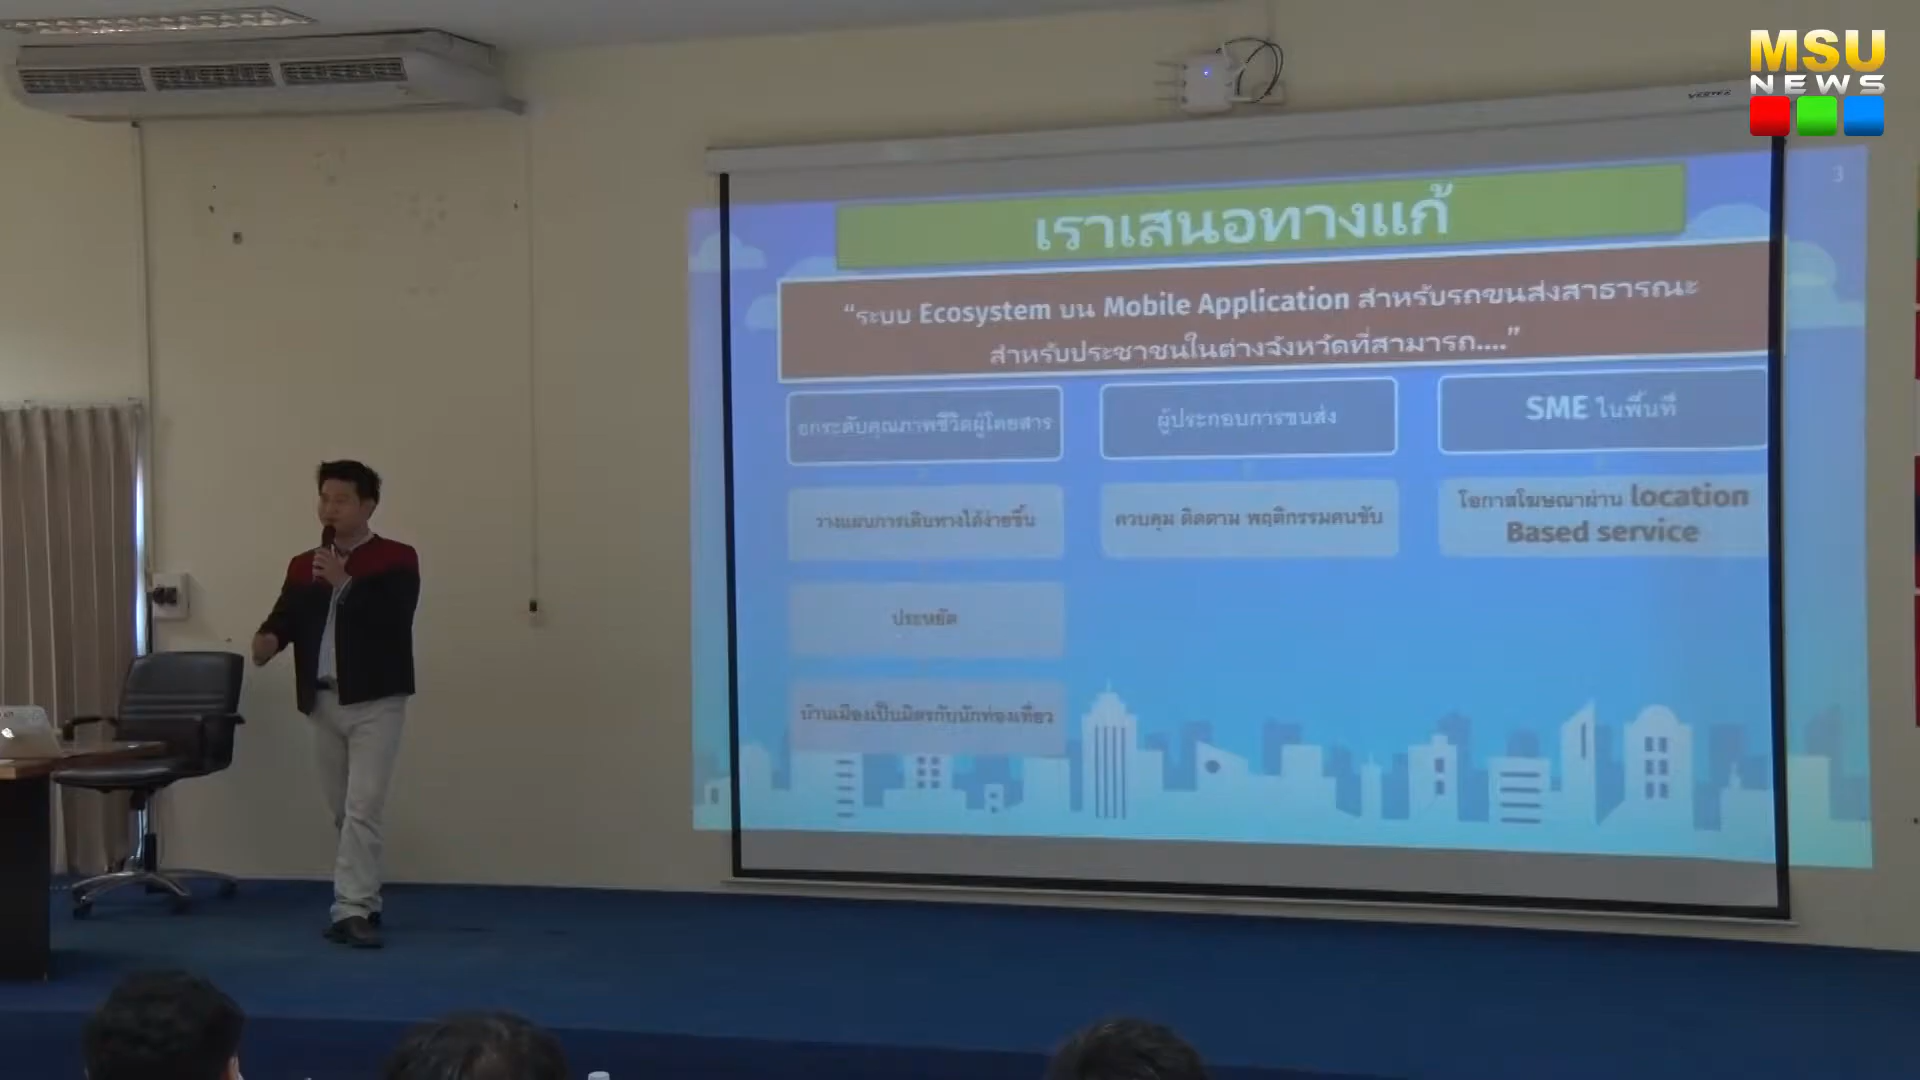 MSU
NEWS
VERTEX
3
เราเสนอทางแก้
“ระบบ Ecosystem บน Mobile Application สำหรับรถขนส่งสาธารณะ
สำหรับประชาชนในต่างจังหวัดที่สามารถ....”
ยกระดับคุณภาพชีวิตผู้โดยสาร
ผู้ประกอบการขนส่ง
SME ในพื้นที่
วางแผนการเดินทางได้ง่ายขึ้น
ควบคุม ติดตาม พฤติกรรมคนขับ
โอกาสโฆษณาผ่าน location
Based service
ประหยัด
บ้านเมืองเป็นมิตรกับนักท่องเที่ยว